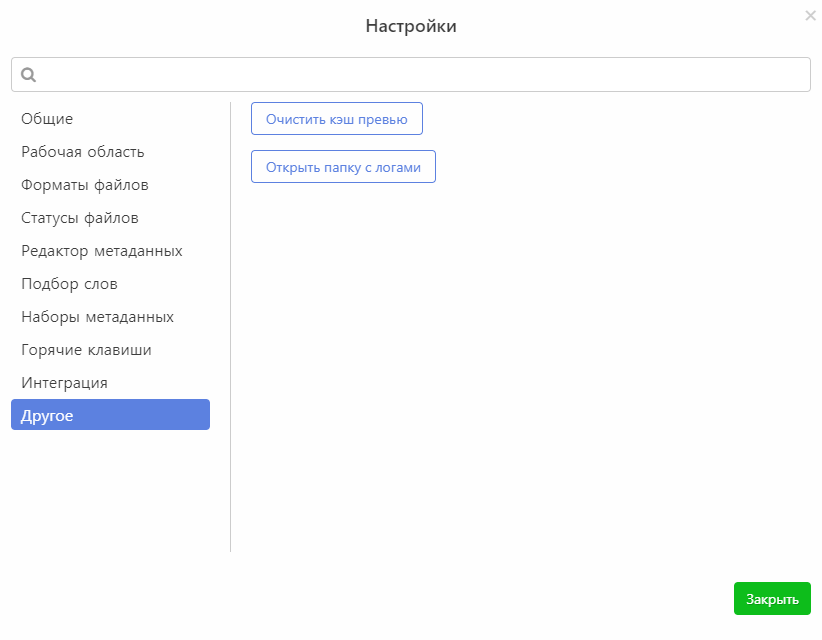 Настройки
Общие
Рабочая область
Форматы файлов
Статусы файлов
Редактор метаданных
Подбор слов
Наборы метаданных
Горячие клавиши
Интеграция
Другое
Очистить кэш превью
Открыть папку с логами
Закрыть